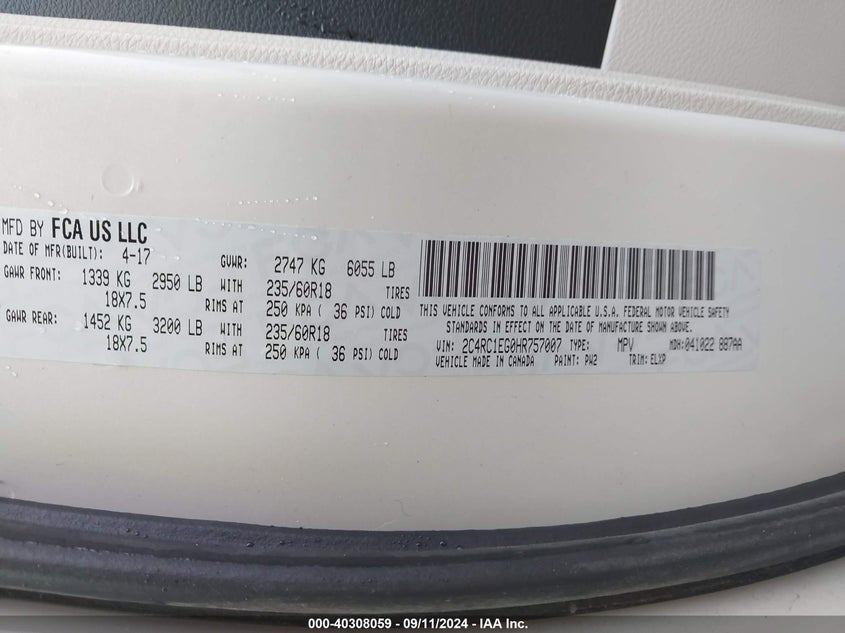 MFD BY FCA US LLC
DATE OF MFR(BUILT): 4-17 GVWR: 2747 KG 6055 LB
GAWR FRONT: 1339 KG 2950 LB WITH 235/60R18 TIRES
18X7.5 RIMS AT 250 KPA ( 36 PSI) COLD
GAWR REAR: 1452 KG 3200 LB WITH 235/60R18 TIRES
18X7.5 RIMS AT 250 KPA ( 36 PSI) COLD
THIS VEHICLE CONFORMS TO ALL APPLICABLE U.S.A. FEDERAL MOTOR VEHICLE SAFETY
STANDARDS IN EFFECT ON THE DATE OF MANUFACTURE SHOWN ABOVE.
VIN: 2C4RC1EG0HR757007 TYPE: MPV MDH: 041022 887AA
VEHICLE MADE IN CANADA PAINT: PW2 TRIM: ELXP
000-40308059 - 09/11/2024 - IAA Inc.